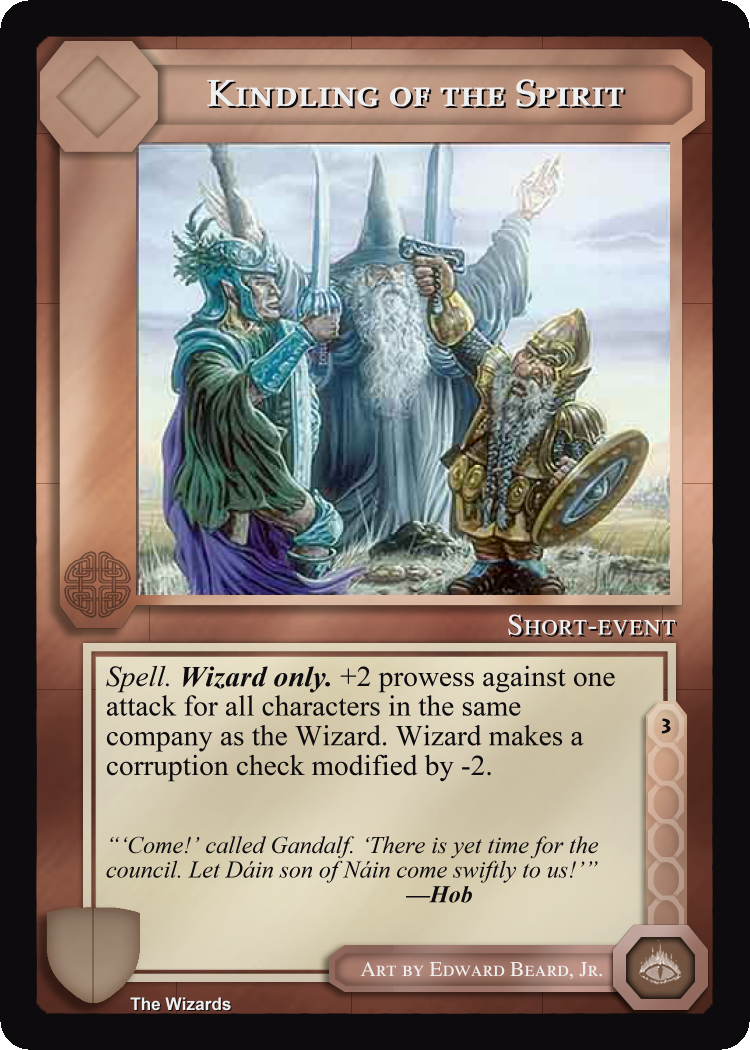 Kindling of the Spirit
Short-event
Spell. Wizard only. +2 prowess against one
attack for all characters in the same
company as the Wizard. Wizard makes a
corruption check modified by -2.
3
“‘Come!’ called Gandalf. ‘There is yet time for the
council. Let Dáin son of Náin come swiftly to us!’”
—Hob
Art by Edward Beard, Jr.
The Wizards